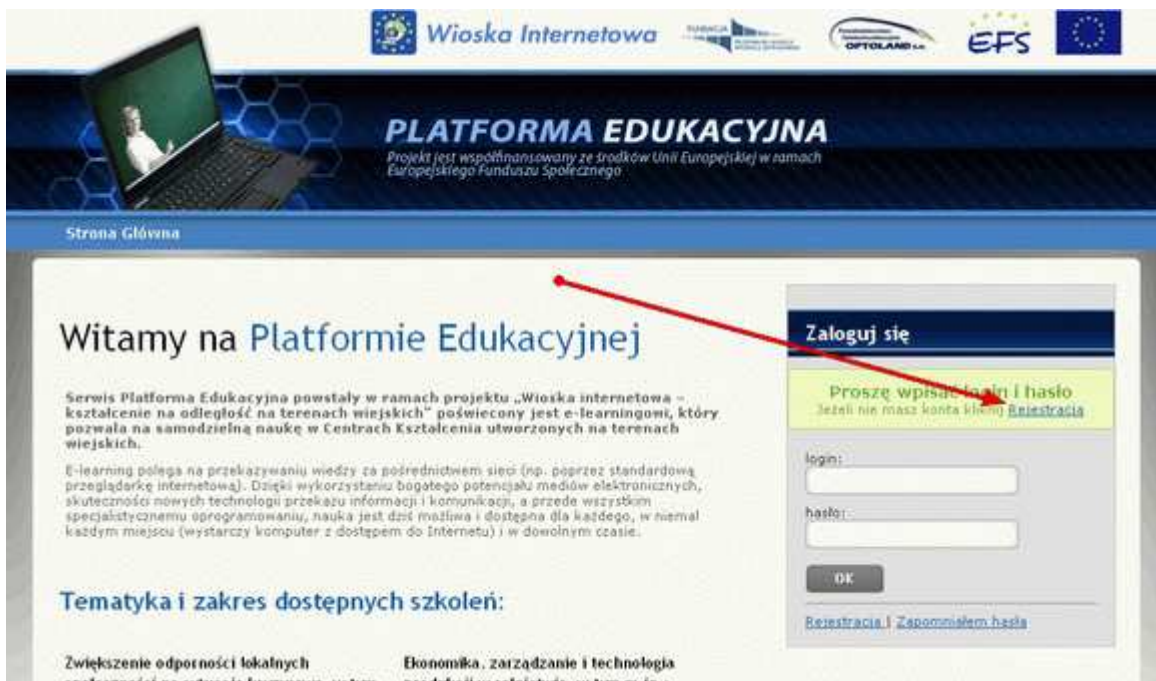 Wioska Internetowa
FUNDACJA
OPTOLAND s.a.
EFS
PLATFORMA EDUKACYJNA
Projekt jest współfinansowany ze środków Unii Europejskiej w ramach
Europejskiego Funduszu Społecznego
Strona Główna
Witamy na Platformie Edukacyjnej
Serwis Platforma Edukacyjna powstały w ramach projektu „Wioska internetowa –
kształcenie na odległość na terenach wiejskich” poświecony jest e-learningowi, który
pozwala na samodzielną naukę w Centrach Kształcenia utworzonych na terenach
wiejskich.
E-learning polega na przekazywaniu wiedzy za pośrednictwem sieci (np. poprzez standardową
przeglądarkę internetową). Dzięki wykorzystaniu bogatego potencjału mediów elektronicznych,
skuteczności nowych technologii przekazu informacji i komunikacji, a przede wszystkim
specjalistycznemu oprogramowaniu, nauka jest dziś możliwa i dostępna dla każdego, w niemal
każdym miejscu (wystarczy komputer z dostępem do Internetu) i w dowolnym czasie.
Tematyka i zakres dostępnych szkoleń:
Zwiększenie odporności lokalnych
Ekonomika, zarządzanie i technologia
Zaloguj się
Proszę wpisać login i hasło
Jeżeli nie masz konta kliknij Rejestracja
login:
hasło:
OK
Rejestracja | Zapomniałem hasła